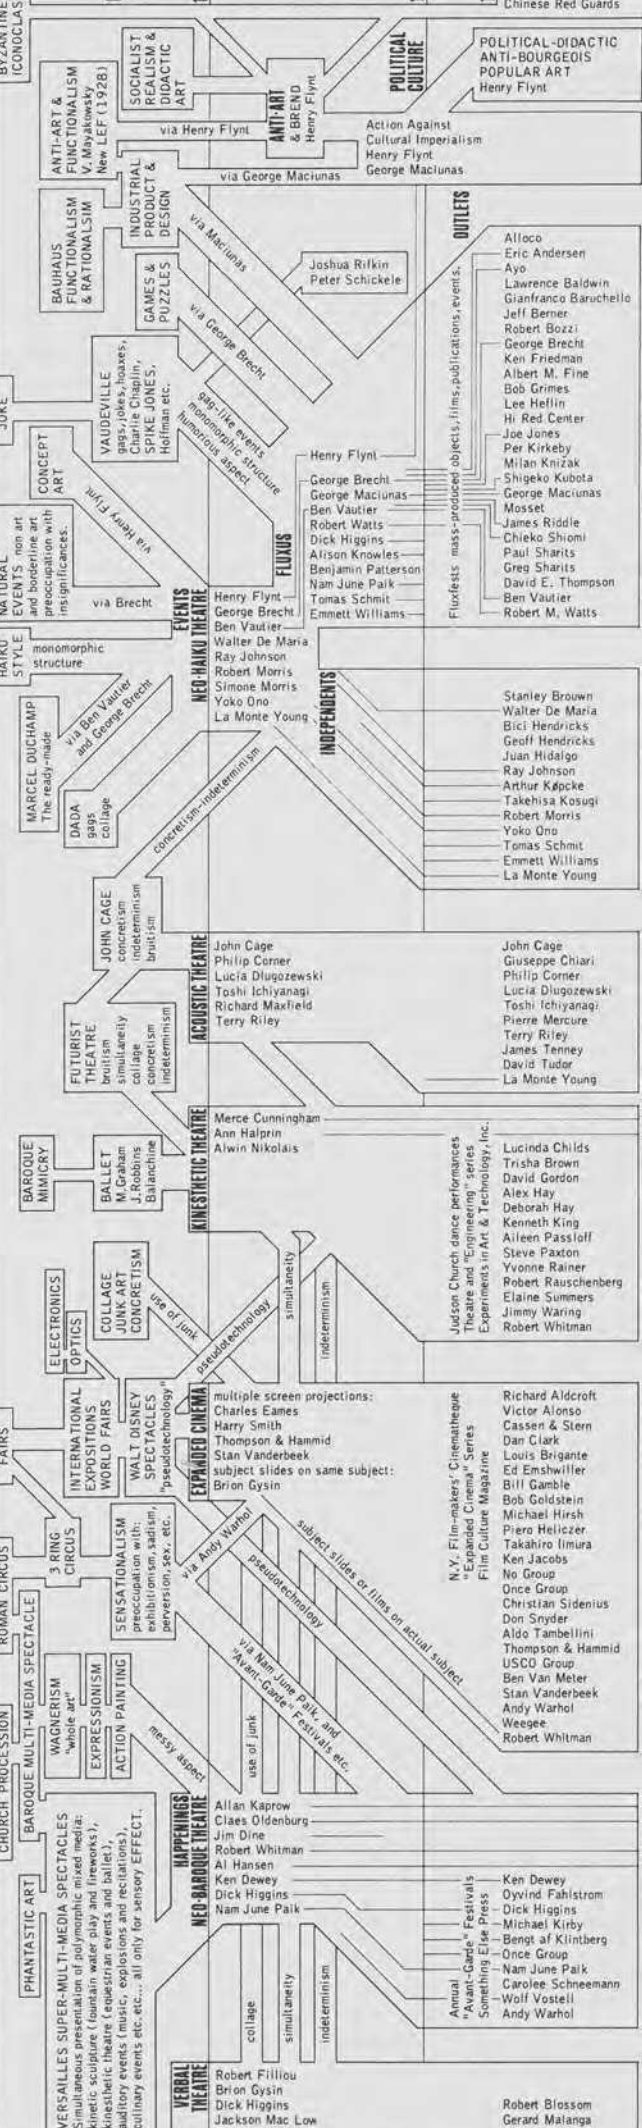 BYZANTINE
ICONOCLAS
Chinese Red Guards
SOCIALIST
REALISM &
DIDACTIC
ART
POLITICAL
CULTURE
POLITICAL-DIDACTIC
ANTI-BOURGEOIS
POPULAR ART
Henry Flynt
ANTI-ART &
FUNCTIONALISM
V. Mayakowsky
New LEF (1928)
via Henry Flynt
ANTI-ART
& BREND
Henry Flynt
Action Against
Cultural Imperialism
Henry Flynt
George Maciunas
via George Maciunas
BAUHAUS
FUNCTIONALISM
& RATIONALSIM
INDUSTRIAL
PRODUCT &
DESIGN
via Maciunas
Joshua Rifkin
Peter Schickele
OUTLETS
GAMES &
PUZZLES
via George Brecht
Fluxfests mass-produced objects, films, publications, events.
Alloco
Eric Andersen
Ayo
Lawrence Baldwin
Gianfranco Baruchello
Jeff Berner
Robert Bozzi
George Brecht
Ken Friedman
Albert M. Fine
Bob Grimes
Lee Heflin
Hi Red Center
Joe Jones
Per Kirkeby
Milan Knižak
Shigeko Kubota
George Maciunas
Mosset
James Riddle
Chieko Shiomi
Paul Sharits
Greg Sharits
David E. Thompson
Ben Vautier
Robert M. Watts
JOKE
VAUDEVILLE
gags, jokes, hoaxes,
Charlie Chaplin,
SPIKE JONES,
Hoffman etc.
gag-like events
monomorphic structure
humorious aspect
CONCEPT
ART
via Henry Flynt
FLUXUS
Henry Flynt
George Brecht
George Maciunas
Ben Vautier
Robert Watts
Dick Higgins
Alison Knowles
Benjamin Patterson
Nam June Paik
Tomas Schmit
Emmett Williams
NATURAL
EVENTS non art
and borderline art
preoccupation with
insignificances.
via Brecht
EVENTS
NEO-HAIKU THEATRE
Henry Flynt
George Brecht
Ben Vautier
Walter De Maria
Ray Johnson
Robert Morris
Simone Morris
Yoko Ono
La Monte Young
HAIKU
STYLE
monomorphic
structure
MARCEL DUCHAMP
The ready-made
via Ben Vautier
and George Brecht
DADA
gags
collage
INDEPENDENTS
Stanley Brouwn
Walter De Maria
Bici Hendricks
Geoff Hendricks
Juan Hidalgo
Ray Johnson
Arthur Køpcke
Takehisa Kosugi
Robert Morris
Yoko Ono
Tomas Schmit
Emmett Williams
La Monte Young
concretism-indeterminism
JOHN CAGE
concretism
indeterminism
bruitism
ACOUSTIC THEATRE
John Cage
Philip Corner
Lucia Dlugozewski
Toshi Ichiyanagi
Richard Maxfield
Terry Riley
John Cage
Giuseppe Chiari
Philip Corner
Lucia Dlugozewski
Toshi Ichiyanagi
Pierre Mercure
Terry Riley
James Tenney
David Tudor
La Monte Young
FUTURIST
THEATRE
bruitism
simultaneity
collage
concretism
indeterminism
BAROQUE
MIMICRY
BALLET
M. Graham
J. Robbins
Balanchine
KINESTHETIC THEATRE
Merce Cunningham
Ann Halprin
Alwin Nikolais
Judson Church dance performances
Theatre and "Engineering" series
Experiments in Art & Technology, Inc.
Lucinda Childs
Trisha Brown
David Gordon
Alex Hay
Deborah Hay
Kenneth King
Aileen Passloff
Steve Paxton
Yvonne Rainer
Robert Rauschenberg
Elaine Summers
Jimmy Waring
Robert Whitman
ELECTRONICS
OPTICS
COLLAGE
JUNK ART
CONCRETISM
use of junk
pseudotechnology
simultaneity
indeterminism
FAIRS
INTERNATIONAL
EXPOSITIONS
WORLD FAIRS
WALT DISNEY
SPECTACLES
"pseudotechnology"
EXPANDED CINEMA
multiple screen projections:
Charles Eames
Harry Smith
Thompson & Hammid
Stan Vanderbeek
subject slides on same subject:
Brion Gysin
N.Y. Film-makers' Cinematheque
"Expanded Cinema" Series
Film Culture Magazine
Richard Aldcroft
Victor Alonso
Cassen & Stern
Dan Clark
Louis Brigante
Ed Emshwiller
Bill Gamble
Bob Goldstein
Michael Hirsh
Piero Heliczer
Takahiro Iimura
Ken Jacobs
No Group
Once Group
Christian Sidenius
Don Snyder
Aldo Tambellini
Thompson & Hammid
USCO Group
Ben Van Meter
Stan Vanderbeek
Andy Warhol
Weegee
Robert Whitman
ROMAN CIRCUS
3 RING
CIRCUS
SENSATIONALISM
preoccupation with:
exhibitionism, sadism,
perversion, sex, etc.
via Andy Warhol
pseudotechnology
subject slides or films on actual subject
via Nam June Paik, and
"Avant-Garde" Festivals etc.
use of junk
CHURCH PROCESSION
BAROQUE MULTI-MEDIA SPECTACLE
WAGNERISM
"whole art"
EXPRESSIONISM
ACTION PAINTING
messy aspect
HAPPENINGS
NEO-BAROQUE THEATRE
Allan Kaprow
Claes Oldenburg
Jim Dine
Robert Whitman
Al Hansen
Ken Dewey
Dick Higgins
Nam June Paik
Annual
"Avant-Garde" Festivals
Something Else Press
Ken Dewey
Oyvind Fahlstrom
Dick Higgins
Michael Kirby
Bengt af Klintberg
Once Group
Nam June Paik
Carolee Schneemann
Wolf Vostell
Andy Warhol
PHANTASTIC ART
VERSAILLES SUPER-MULTI-MEDIA SPECTACLES
Simultaneous presentation of polymorphic mixed media:
kinetic sculpture (fountain water play and fireworks),
kinesthetic theatre (equestrian events and ballet),
auditory events (music, explosions and recitations),
culinary events etc. etc... all only for sensory EFFECT.
collage
simultaneity
indeterminism
VERBAL
THEATRE
Robert Filliou
Brion Gysin
Dick Higgins
Jackson Mac Low
Robert Blossom
Gerard Malanga